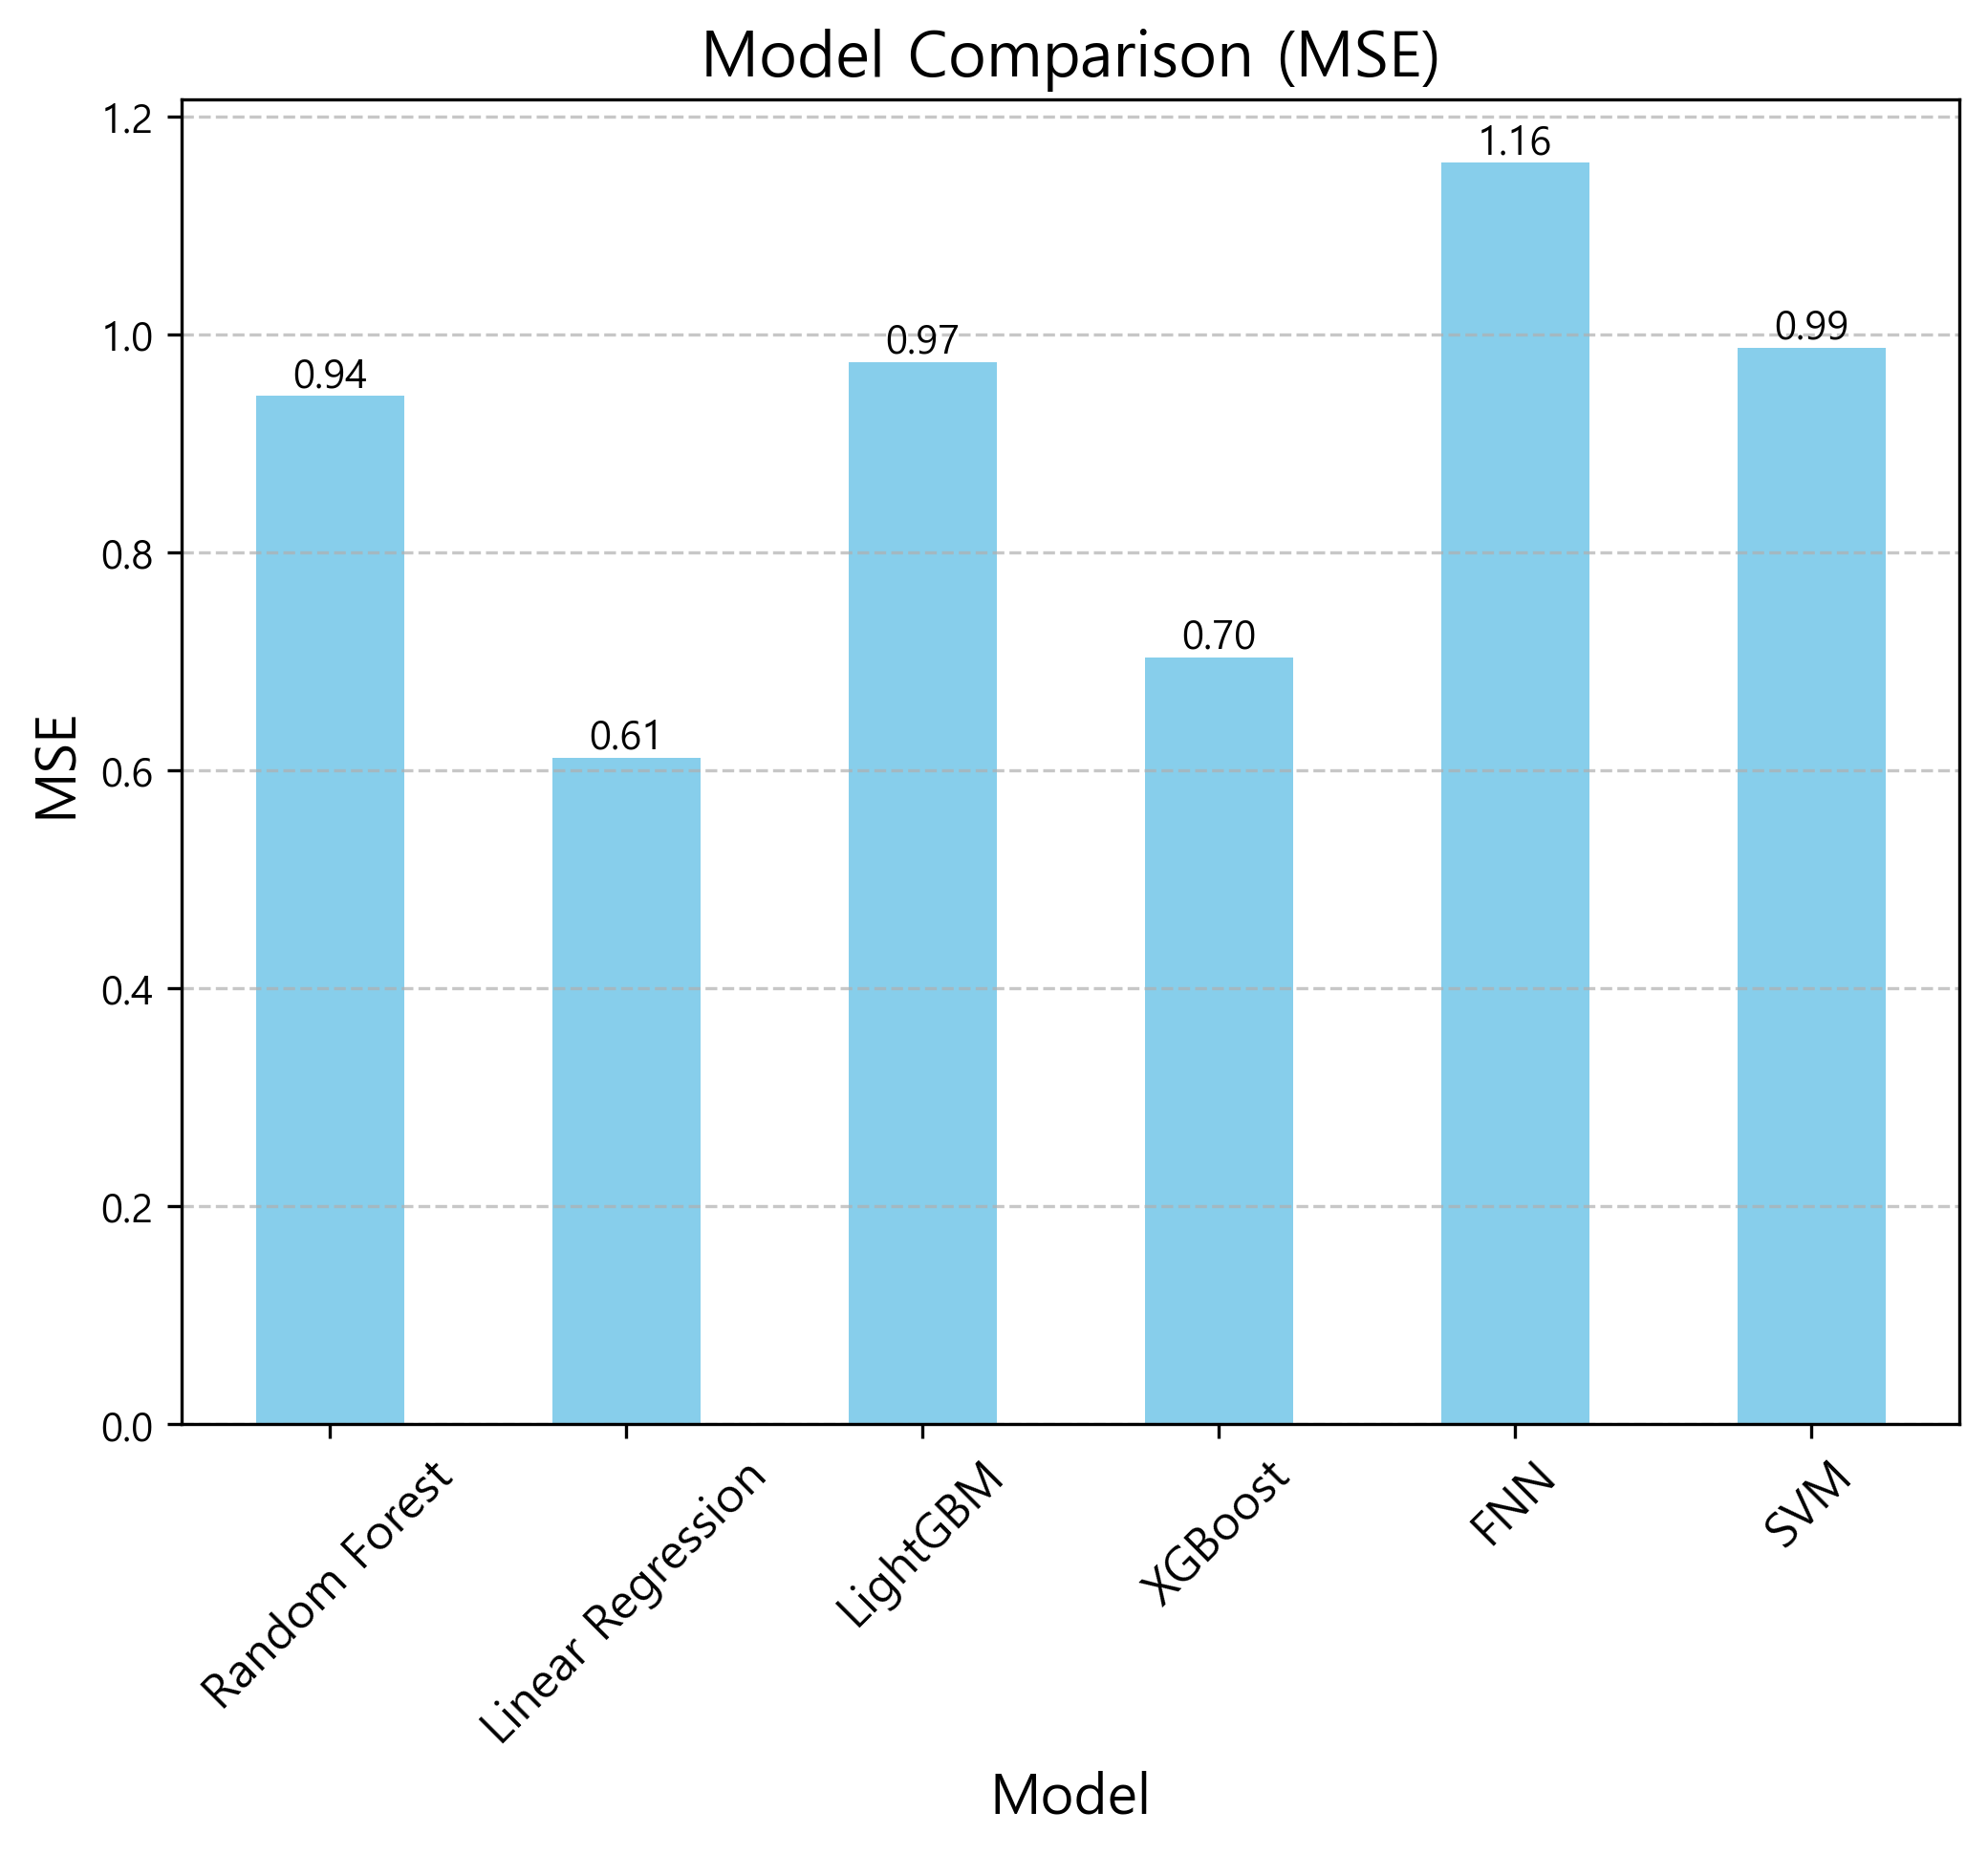 Model Comparison (MSE)
1.2
1.0
0.8
0.6
0.4
0.2
0.0
MSE
0.94
0.61
0.97
0.70
1.16
0.99
Random Forest
Linear Regression
LightGBM
XGBoost
FNN
SVM
Model